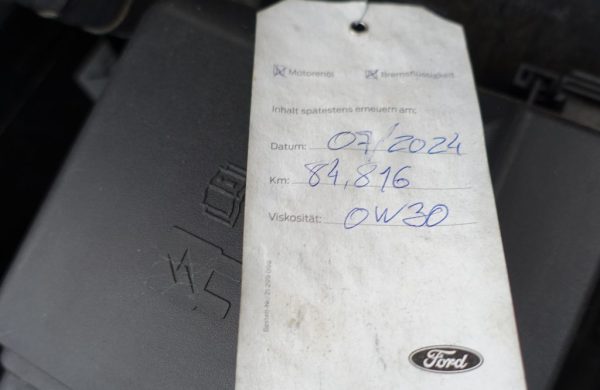 Motorenöl Bremsflüssigkeit
Inhalt spätestens erneuern am:
Datum: 07/2024
Km: 84,816
Viskosität: 0W30
Ford